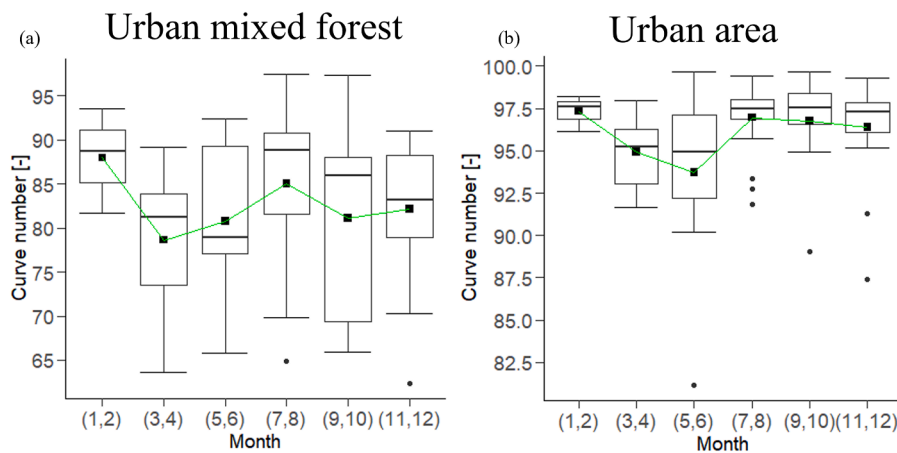 (a) Urban mixed forest
Curve number [-]
95
90
85
80
75
70
65
(1,2) (3,4) (5,6) (7,8) (9,10) (11,12)
Month
(b) Urban area
Curve number [-]
100.0
97.5
95.0
92.5
90.0
87.5
85.0
82.5
(1,2) (3,4) (5,6) (7,8) (9,10) (11,12)
Month